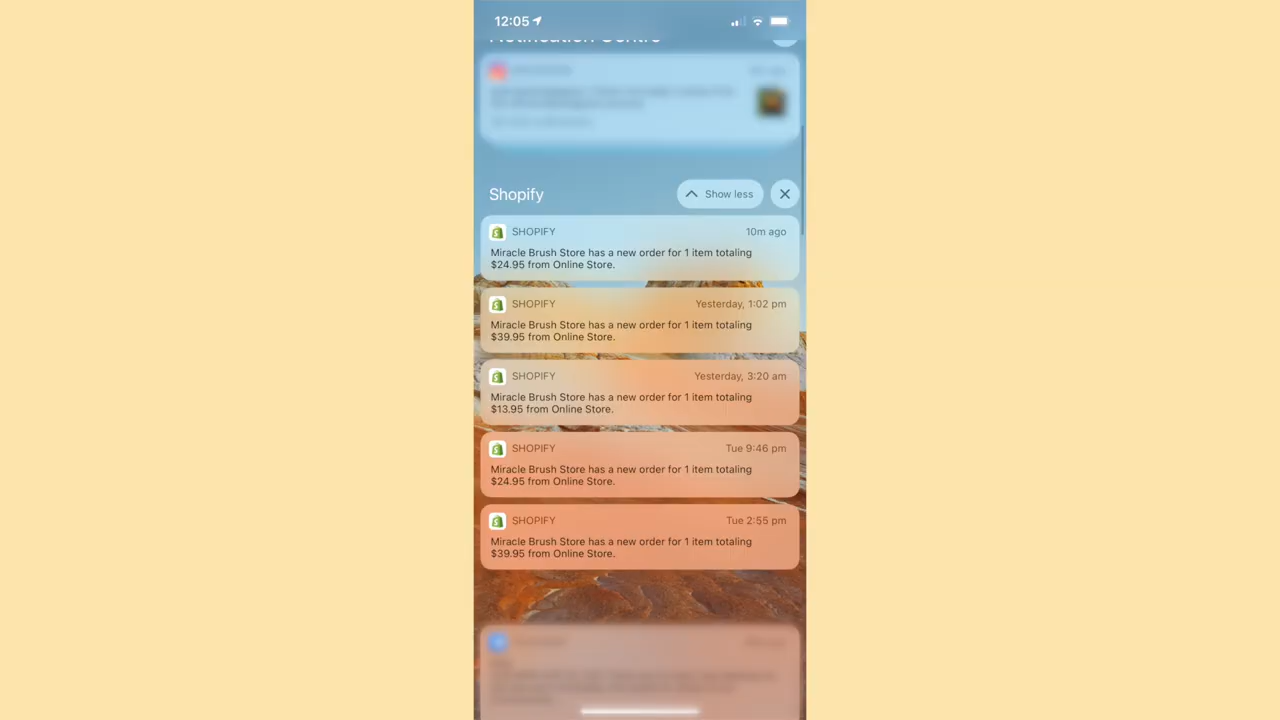 12:05
Notification Centre
Shopify
Show less
SHOPIFY
10m ago
Miracle Brush Store has a new order for 1 item totaling
$24.95 from Online Store.
SHOPIFY
Yesterday, 1:02 pm
Miracle Brush Store has a new order for 1 item totaling
$39.95 from Online Store.
SHOPIFY
Yesterday, 3:20 am
Miracle Brush Store has a new order for 1 item totaling
$13.95 from Online Store.
SHOPIFY
Tue 9:46 pm
Miracle Brush Store has a new order for 1 item totaling
$24.95 from Online Store.
SHOPIFY
Tue 2:55 pm
Miracle Brush Store has a new order for 1 item totaling
$39.95 from Online Store.